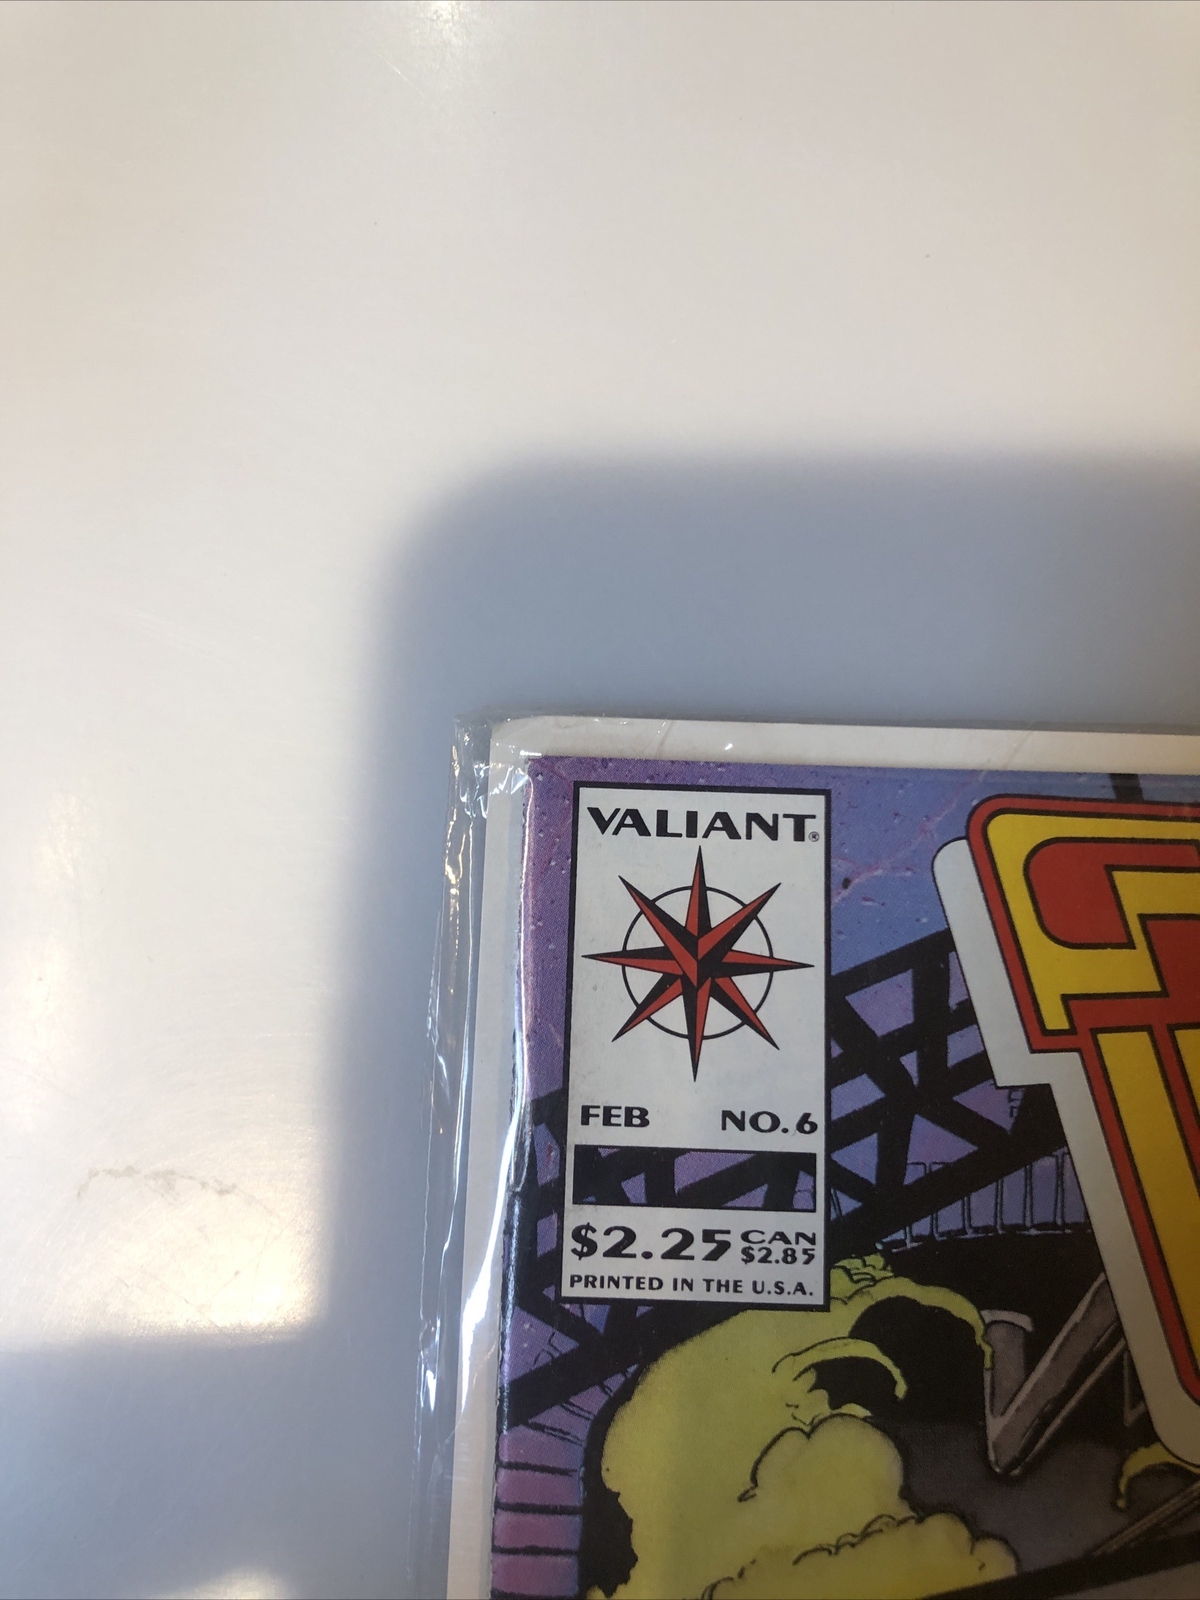 VALIANT®
FEB NO. 6
$2.25 CAN $2.85
PRINTED IN THE U.S.A.